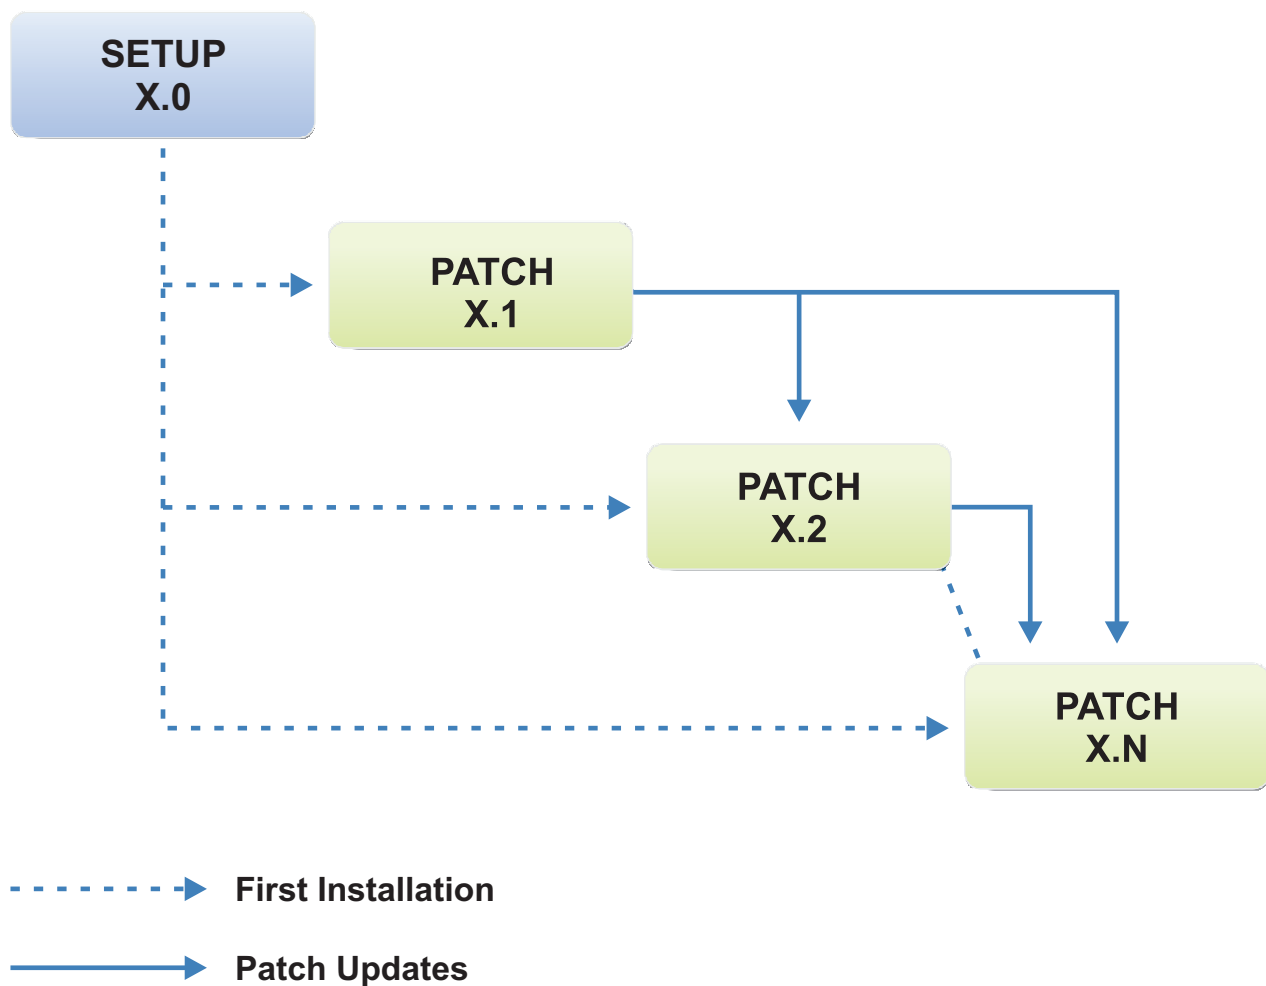 SETUP
X.0
PATCH
X.1
PATCH
X.2
PATCH
X.N
First Installation
Patch Updates